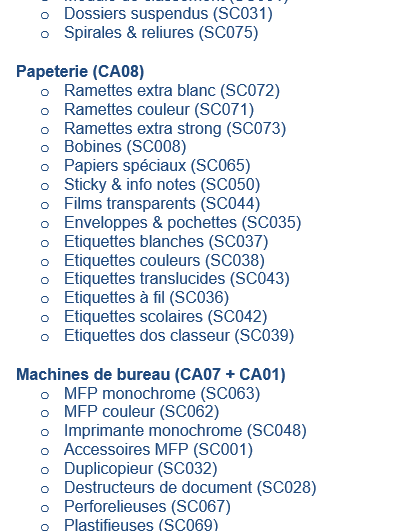 o Dossiers suspendus (SC031)
o Spirales & reliures (SC075)
Papeterie (CA08)
o Ramettes extra blanc (SC072)
o Ramettes couleur (SC071)
o Ramettes extra strong (SC073)
o Bobines (SC008)
o Papiers spéciaux (SC065)
o Sticky & info notes (SC050)
o Films transparents (SC044)
o Enveloppes & pochettes (SC035)
o Etiquettes blanches (SC037)
o Etiquettes couleurs (SC038)
o Etiquettes translucides (SC043)
o Etiquettes à fil (SC036)
o Etiquettes scolaires (SC042)
o Etiquettes dos classeur (SC039)
Machines de bureau (CA07 + CA01)
o MFP monochrome (SC063)
o MFP couleur (SC062)
o Imprimante monochrome (SC048)
o Accessoires MFP (SC001)
o Duplicopieur (SC032)
o Destructeurs de document (SC028)
o Perforelieuses (SC067)
o Plastifieuses (SC069)